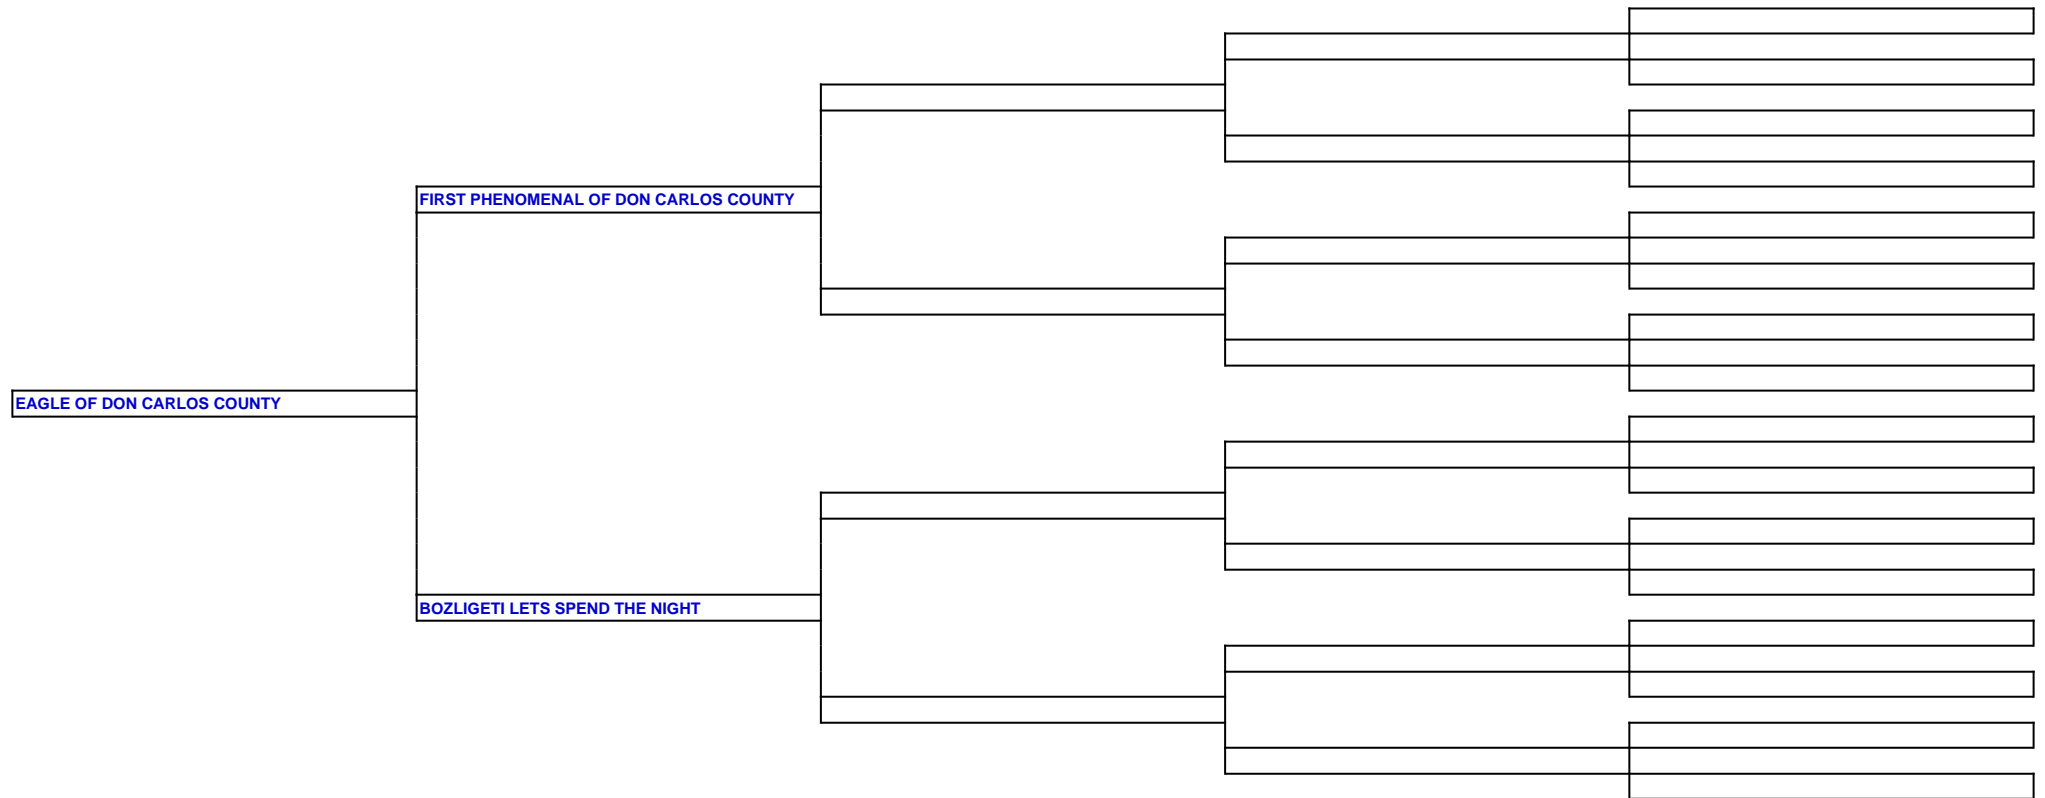 FIRST PHENOMENAL OF DON CARLOS COUNTY
EAGLE OF DON CARLOS COUNTY
BOZLIGETI LETS SPEND THE NIGHT